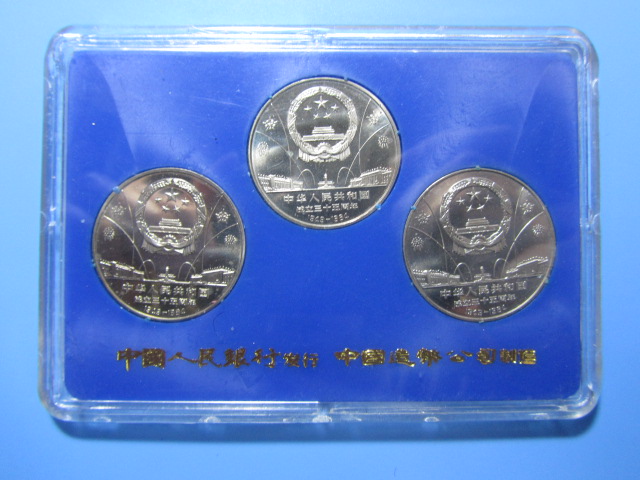 中华人民共和国
成立三十五周年
1949-1984
中华人民共和国
成立三十五周年
1949-1984
中华人民共和国
成立三十五周年
1949-1984
中國人民銀行发行 中國造幣公司制造